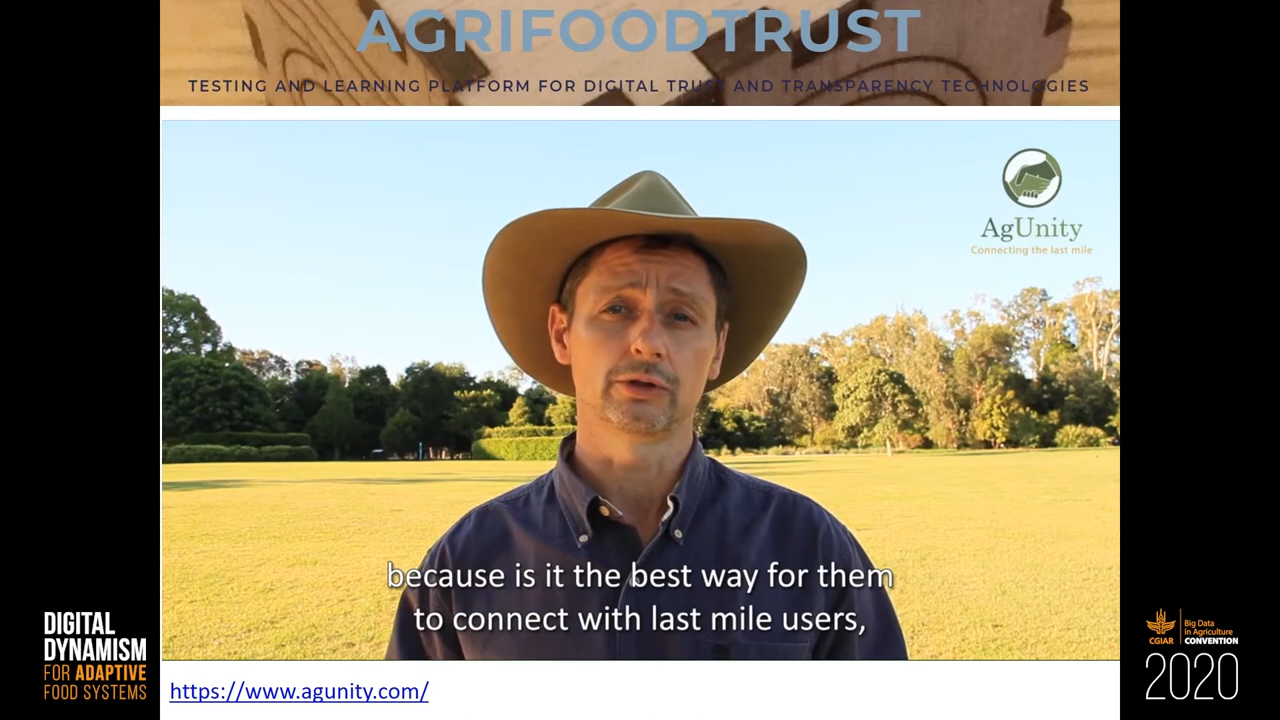 AGRIFOODTRUST
TESTING AND LEARNING PLATFORM FOR DIGITAL TRUST AND TRANSPARENCY TECHNOLOGIES
AgUnity
Connecting the last mile
because is it the best way for them
to connect with last mile users,
https://www.agunity.com/
DIGITAL
DYNAMISM
FOR ADAPTIVE
FOOD SYSTEMS
CGIAR
Big Data
in Agriculture
CONVENTION
2020